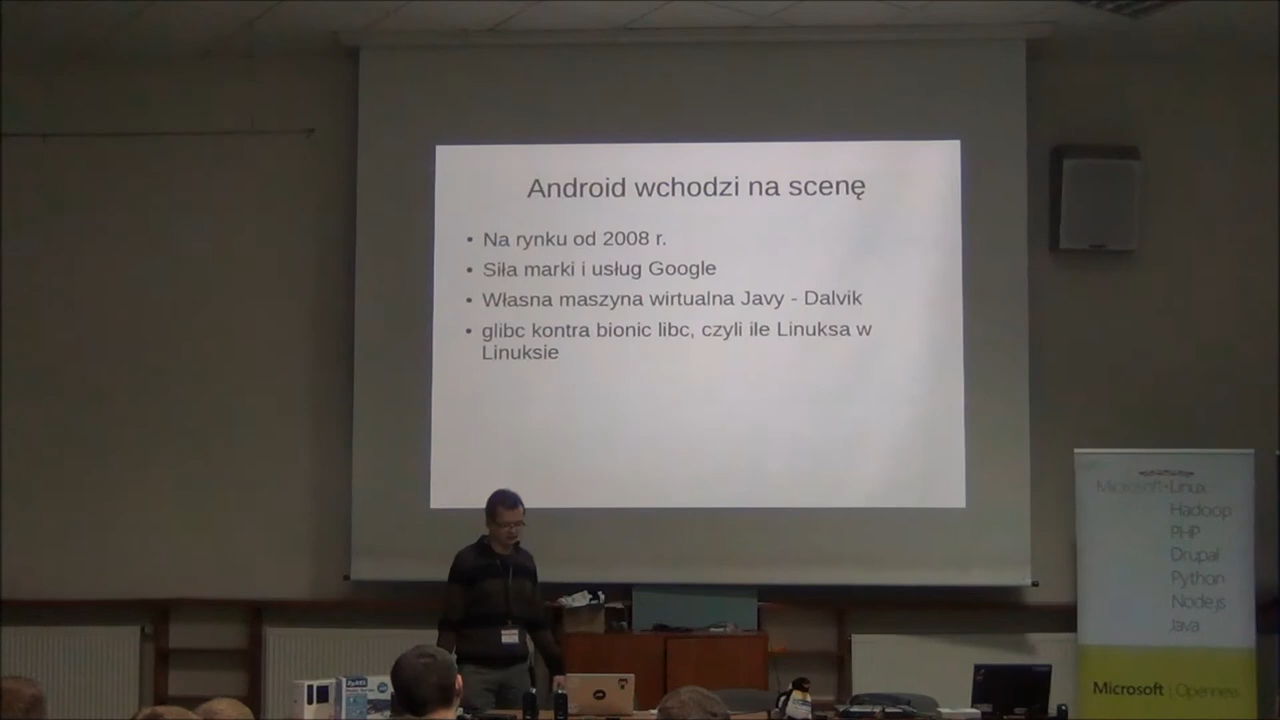 Android wchodzi na scenę
• Na rynku od 2008 r.
• Siła marki i usług Google
• Własna maszyna wirtualna Javy - Dalvik
• glibc kontra bionic libc, czyli ile Linuksa w
Linuksie
Microsoft+Linux
Hadoop
PHP
Drupal
Python
Node.js
Java
Microsoft | Openness
ZyXEL